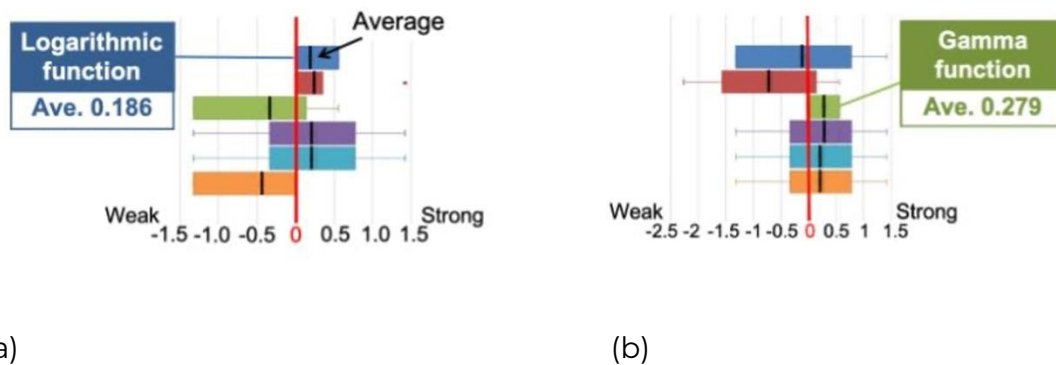 Logarithmic
function
Ave. 0.186
Average
Weak
Strong
-1.5 -1.0 -0.5 0 0.5 1.0 1.5
Gamma
function
Ave. 0.279
Weak
Strong
-2.5 -2 -1.5 -1 -0.5 0 0.5 1 1.5
a)
(b)